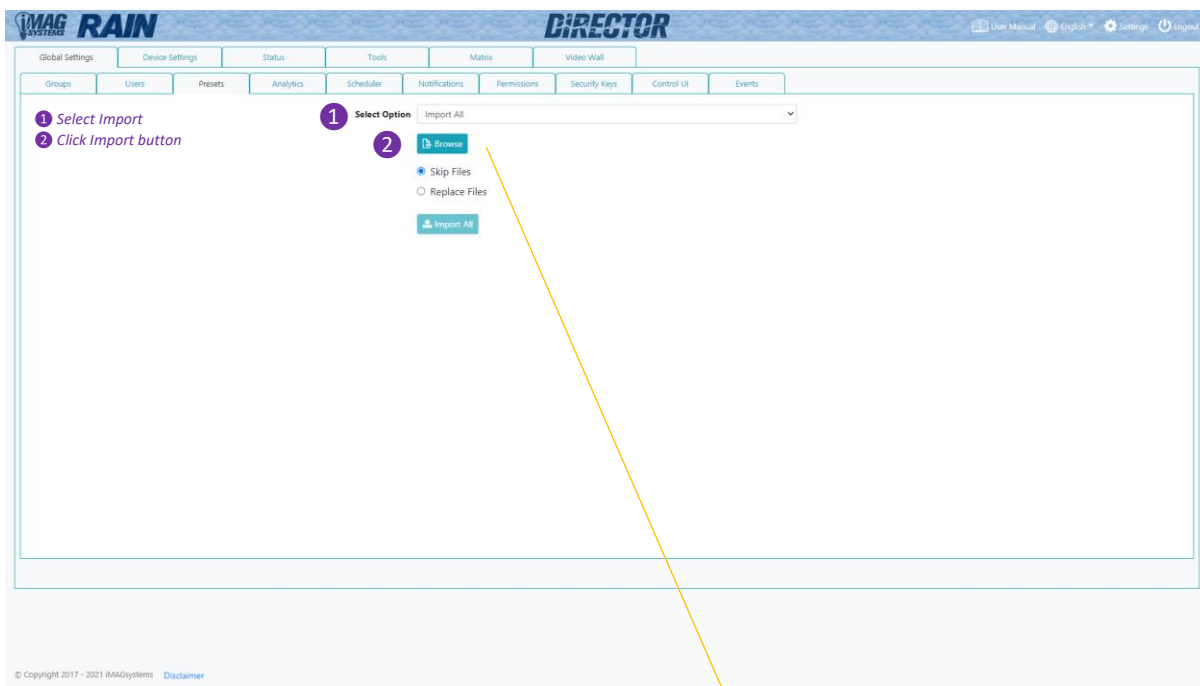 iMAG SYSTEMS RAIN DiRECTOR User Manual English Settings Logout
Global Settings Device Settings Status Tools Matrix Video Wall
Groups Users Presets Analytics Scheduler Notifications Permissions Security Keys Control UI Events
1 Select Import
2 Click Import button
1 Select Option Import All
2 Browse
Skip Files
Replace Files
Import All
© Copyright 2017 - 2021 iMAGsystems Disclaimer